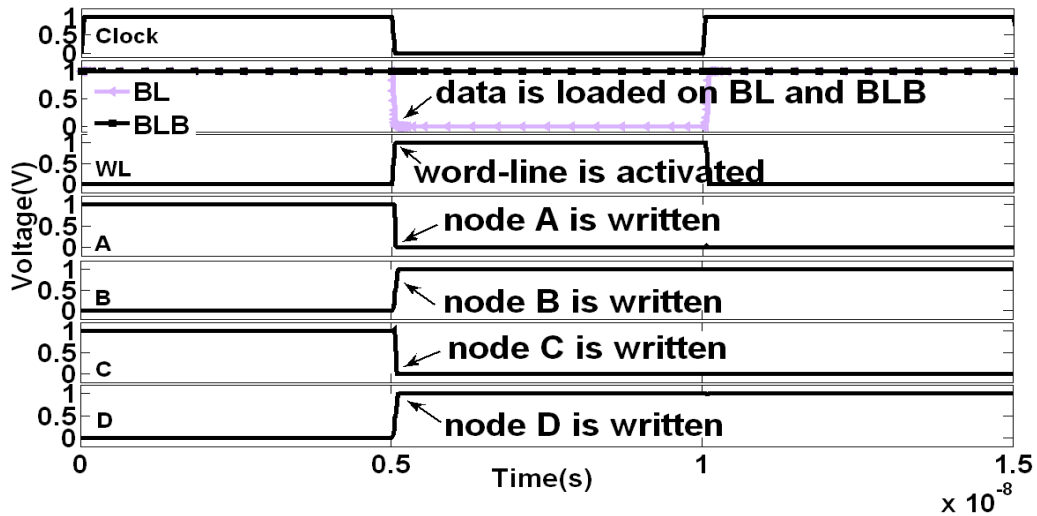 1
0.5
0
Clock
1
0.5
0
BL
BLB
data is loaded on BL and BLB
1
0.5
0
WL
word-line is activated
1
0.5
0
A
node A is written
1
0.5
0
B
node B is written
1
0.5
0
C
node C is written
1
0.5
0
D
node D is written
Voltage(V)
0
0.5
1
1.5
Time(s)
x 10-8